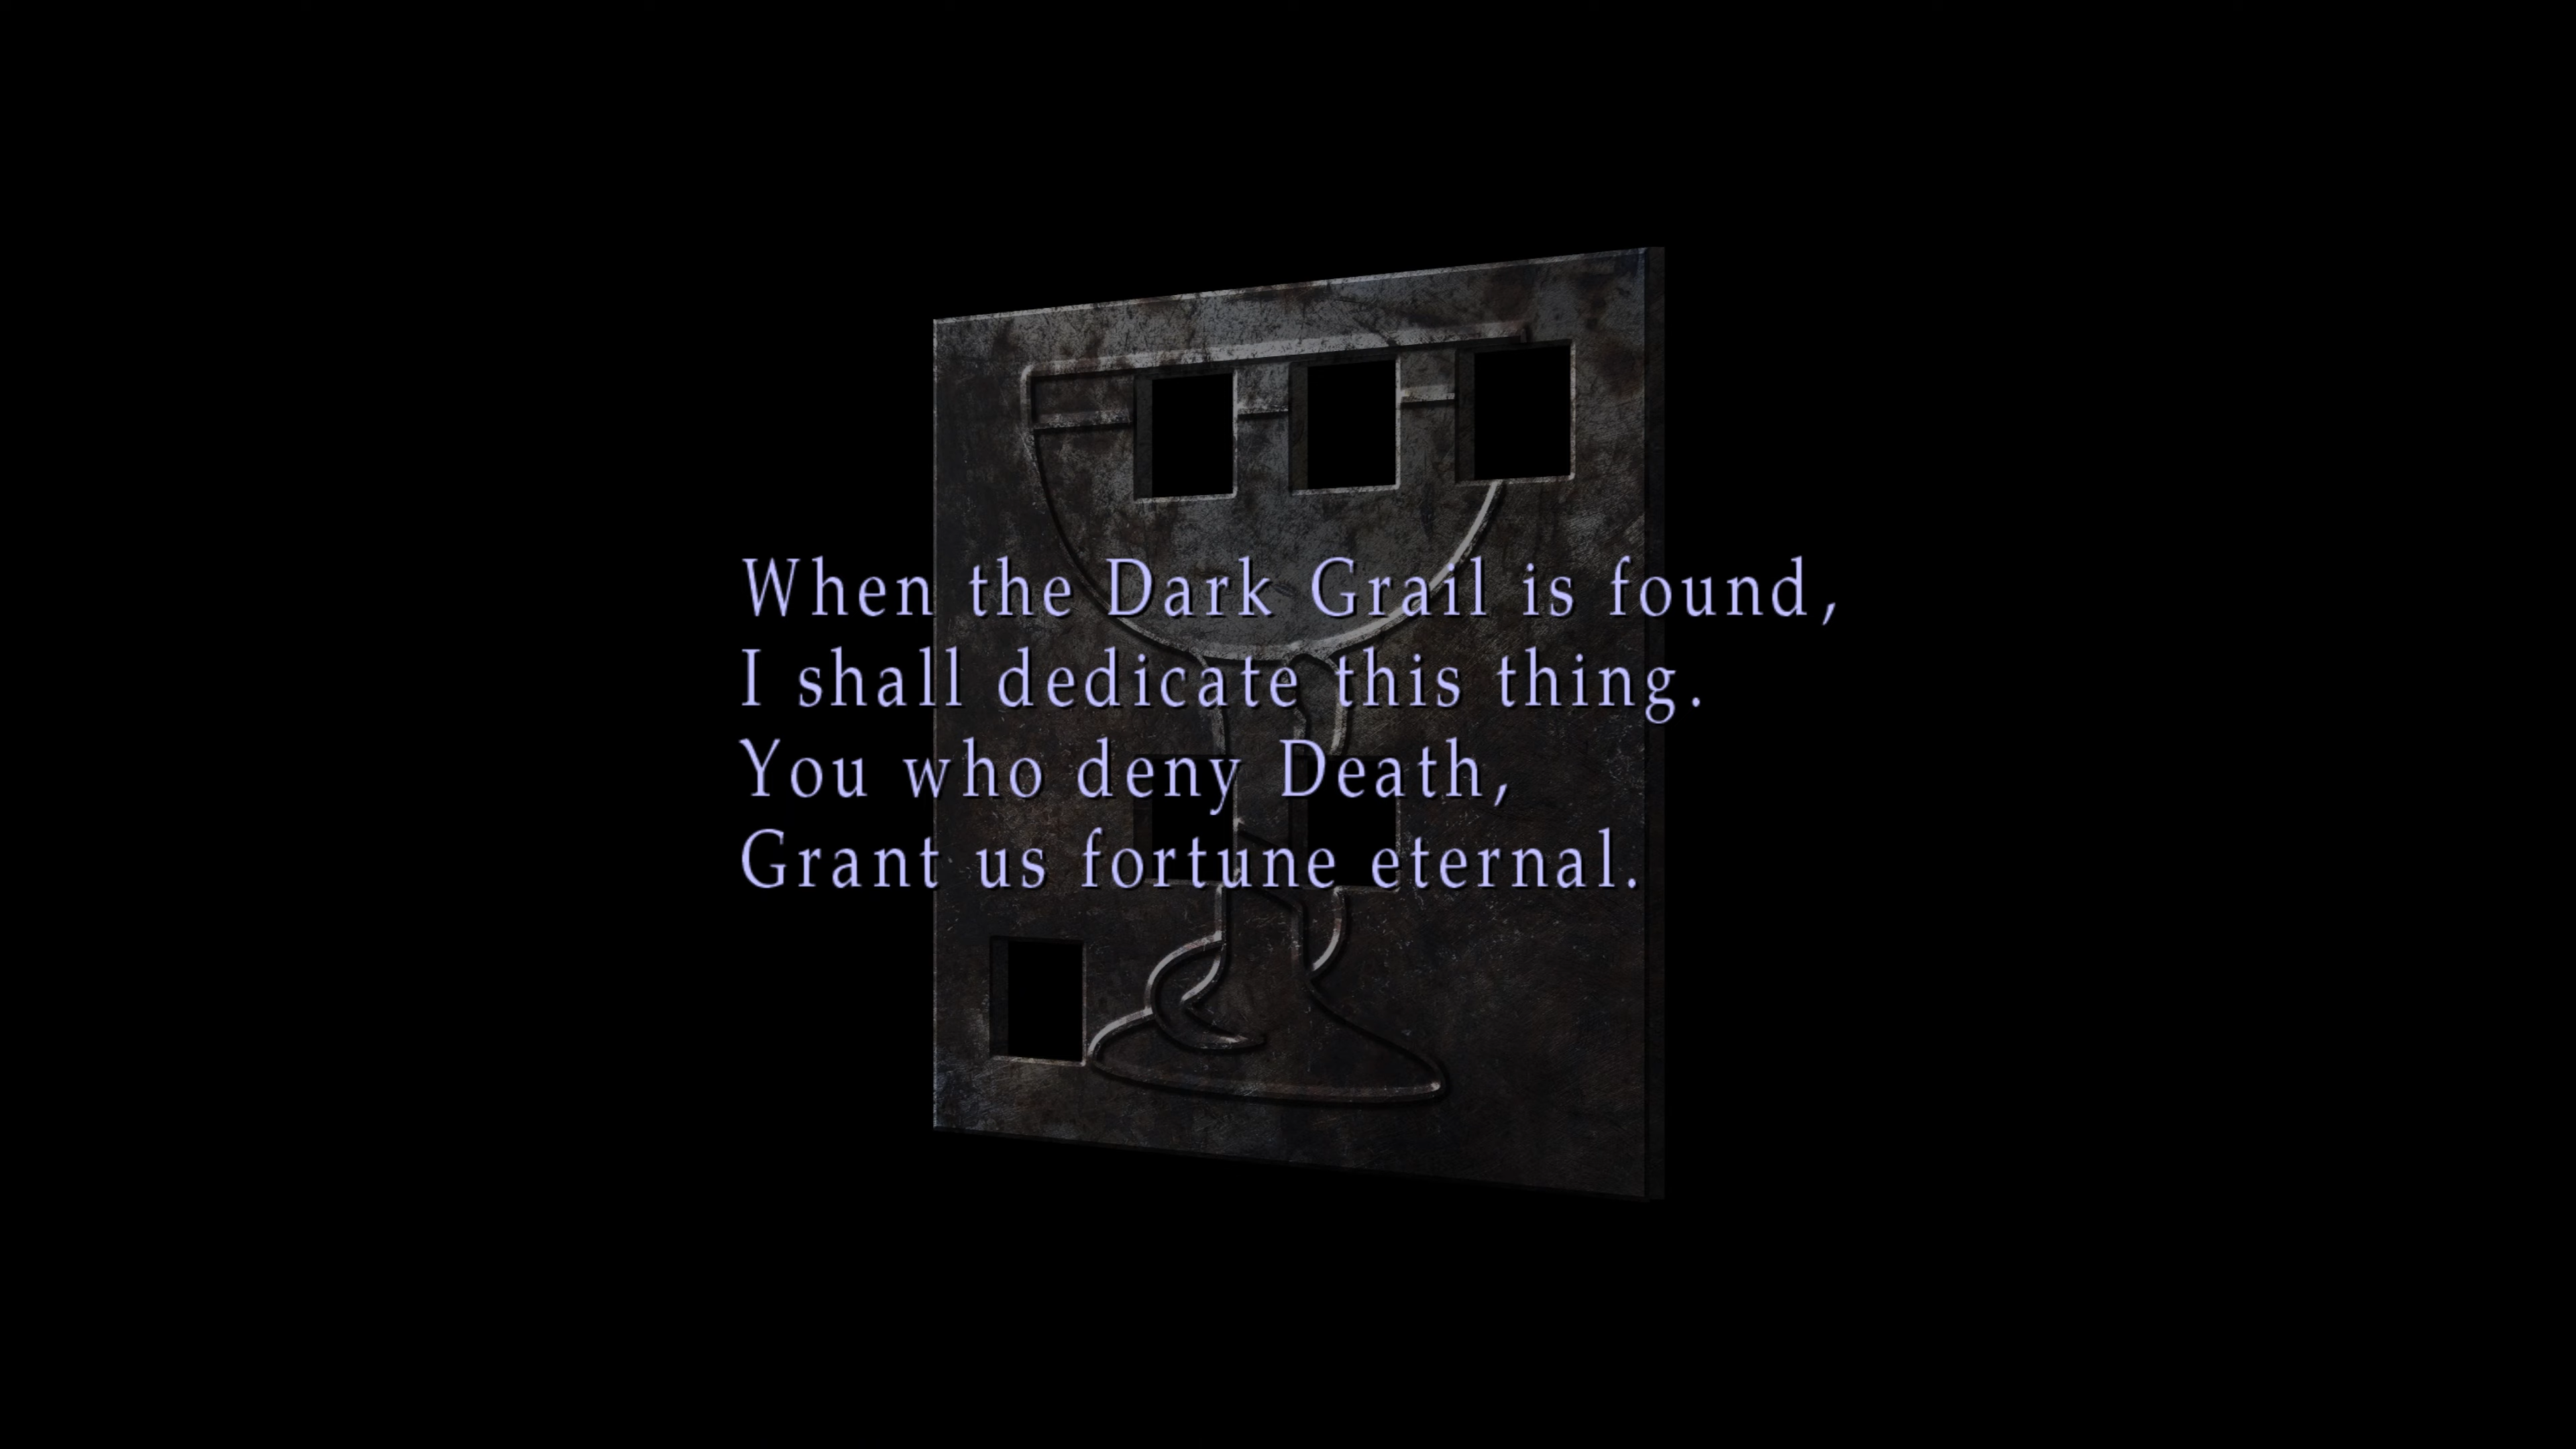 When the Dark Grail is found,
I shall dedicate this thing.
You who deny Death,
Grant us fortune eternal.